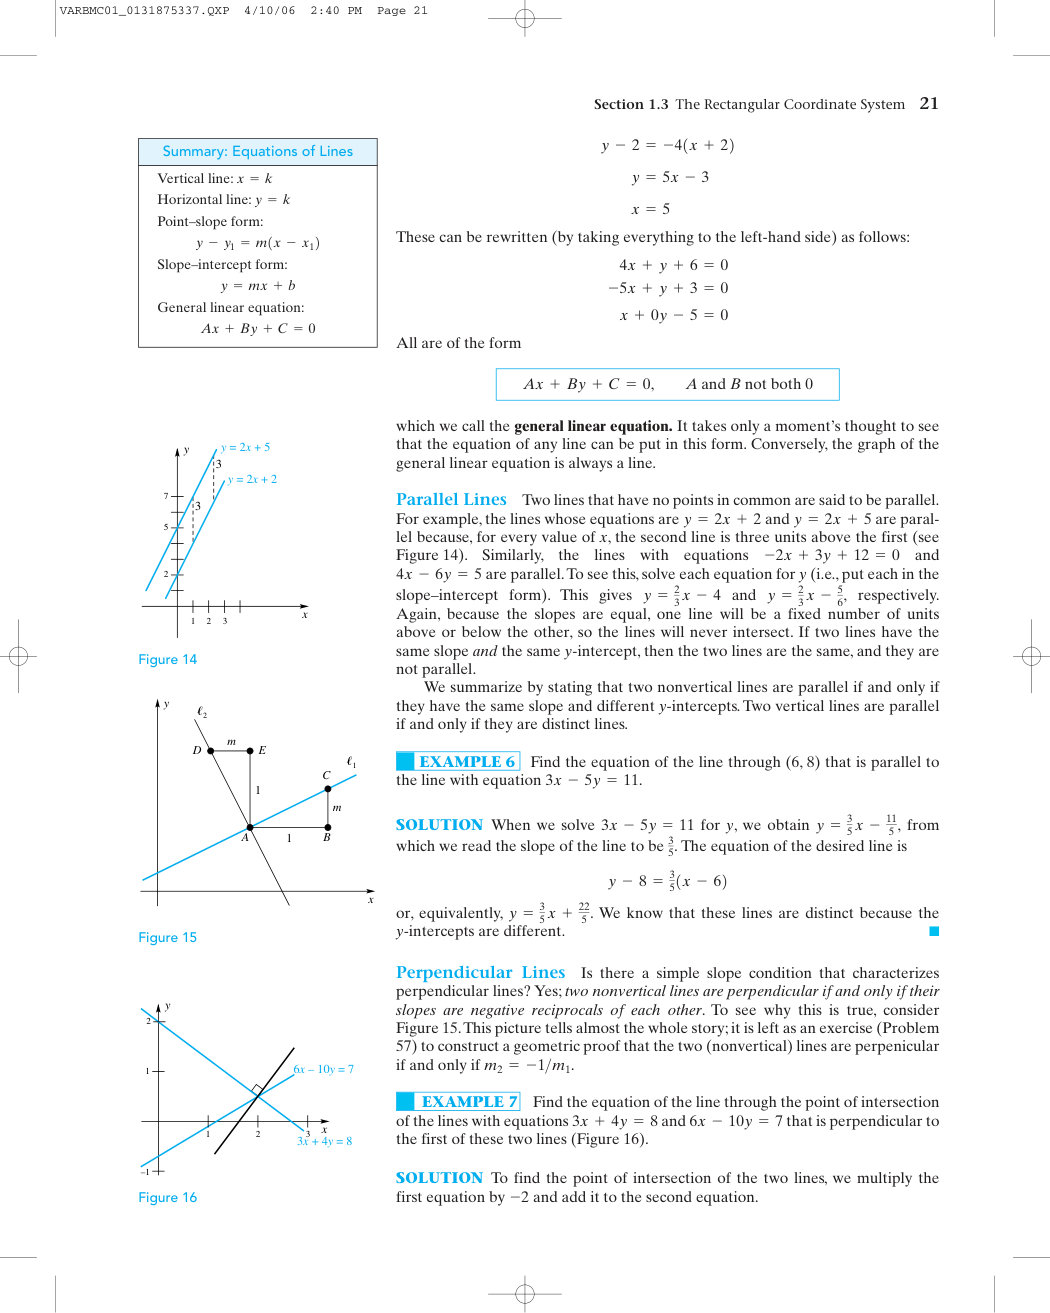 VARBMC01_0131875337.QXP 4/10/06 2:40 PM Page 21
Section 1.3 The Rectangular Coordinate System 21
Summary: Equations of Lines
Vertical line: x = k
Horizontal line: y = k
Point–slope form:
y − y₁ = m(x − x₁)
Slope–intercept form:
y = mx + b
General linear equation:
Ax + By + C = 0
y − 2 = −4(x + 2)
y = 5x − 3
x = 5
These can be rewritten (by taking everything to the left-hand side) as follows:
4x + y + 6 = 0
−5x + y + 3 = 0
x + 0y − 5 = 0
All are of the form
Ax + By + C = 0, A and B not both 0
which we call the general linear equation. It takes only a moment's thought to see
that the equation of any line can be put in this form. Conversely, the graph of the
general linear equation is always a line.
y
y = 2x + 5
3
y = 2x + 2
7
3
5
2
1 2 3
x
Figure 14
Parallel Lines Two lines that have no points in common are said to be parallel.
For example, the lines whose equations are y = 2x + 2 and y = 2x + 5 are paral-
lel because, for every value of x, the second line is three units above the first (see
Figure 14). Similarly, the lines with equations −2x + 3y + 12 = 0 and
4x − 6y = 5 are parallel. To see this, solve each equation for y (i.e., put each in the
slope–intercept form). This gives y = 2/3 x − 4 and y = 2/3 x − 5/6, respectively.
Again, because the slopes are equal, one line will be a fixed number of units
above or below the other, so the lines will never intersect. If two lines have the
same slope and the same y-intercept, then the two lines are the same, and they are
not parallel.
We summarize by stating that two nonvertical lines are parallel if and only if
they have the same slope and different y-intercepts. Two vertical lines are parallel
if and only if they are distinct lines.
y
ℓ₂
D m E
ℓ₁
C
1
m
A 1 B
x
Figure 15
EXAMPLE 6 Find the equation of the line through (6, 8) that is parallel to
the line with equation 3x − 5y = 11.
SOLUTION When we solve 3x − 5y = 11 for y, we obtain y = 3/5 x − 11/5, from
which we read the slope of the line to be 3/5. The equation of the desired line is
y − 8 = 3/5 (x − 6)
or, equivalently, y = 3/5 x + 22/5. We know that these lines are distinct because the
y-intercepts are different.
Perpendicular Lines Is there a simple slope condition that characterizes
perpendicular lines? Yes; two nonvertical lines are perpendicular if and only if their
slopes are negative reciprocals of each other. To see why this is true, consider
Figure 15. This picture tells almost the whole story; it is left as an exercise (Problem
57) to construct a geometric proof that the two (nonvertical) lines are perpenicular
if and only if m₂ = −1/m₁.
y
2
1
6x – 10y = 7
1 2 3 x
3x + 4y = 8
–1
Figure 16
EXAMPLE 7 Find the equation of the line through the point of intersection
of the lines with equations 3x + 4y = 8 and 6x − 10y = 7 that is perpendicular to
the first of these two lines (Figure 16).
SOLUTION To find the point of intersection of the two lines, we multiply the
first equation by −2 and add it to the second equation.